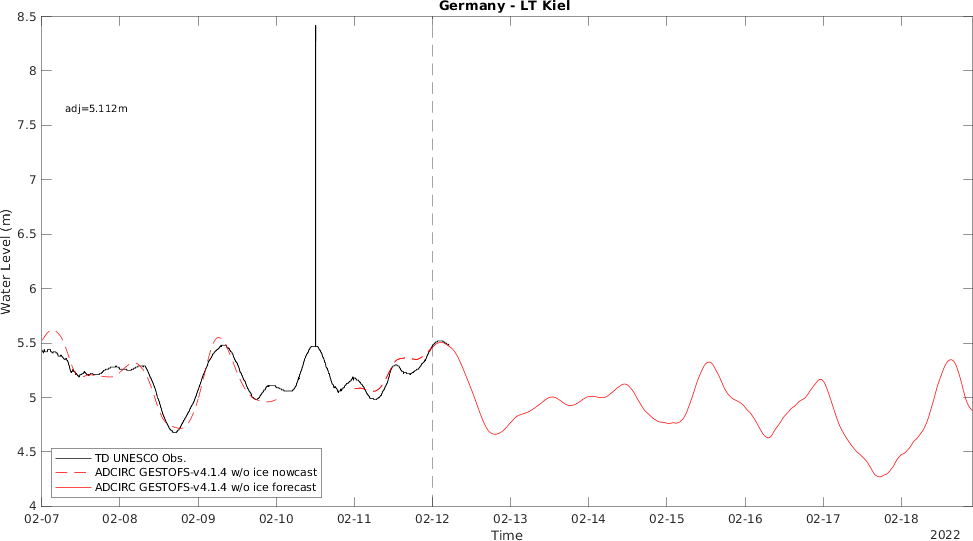 Germany - LT Kiel
8.5
8
7.5
7
6.5
6
5.5
5
4.5
4
Water Level (m)
adj=5.112m
TD UNESCO Obs.
ADCIRC GESTOFS-v4.1.4 w/o ice nowcast
ADCIRC GESTOFS-v4.1.4 w/o ice forecast
02-07 02-08 02-09 02-10 02-11 02-12 02-13 02-14 02-15 02-16 02-17 02-18
Time
2022